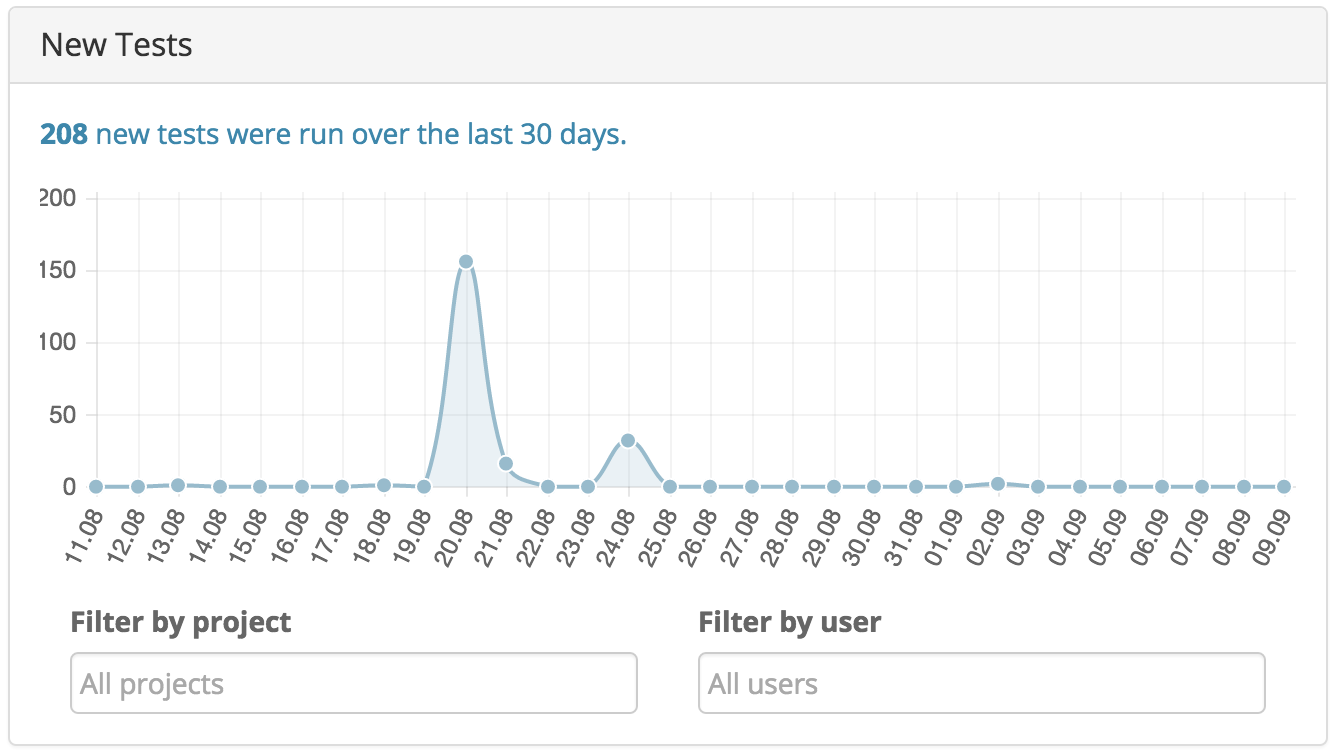 New Tests
208 new tests were run over the last 30 days.
200
150
100
50
0
11.08 12.08 13.08 14.08 15.08 16.08 17.08 18.08 19.08 20.08 21.08 22.08 23.08 24.08 25.08 26.08 27.08 28.08 29.08 30.08 31.08 01.09 02.09 03.09 04.09 05.09 06.09 07.09 08.09 09.09
Filter by project Filter by user
All projects All users